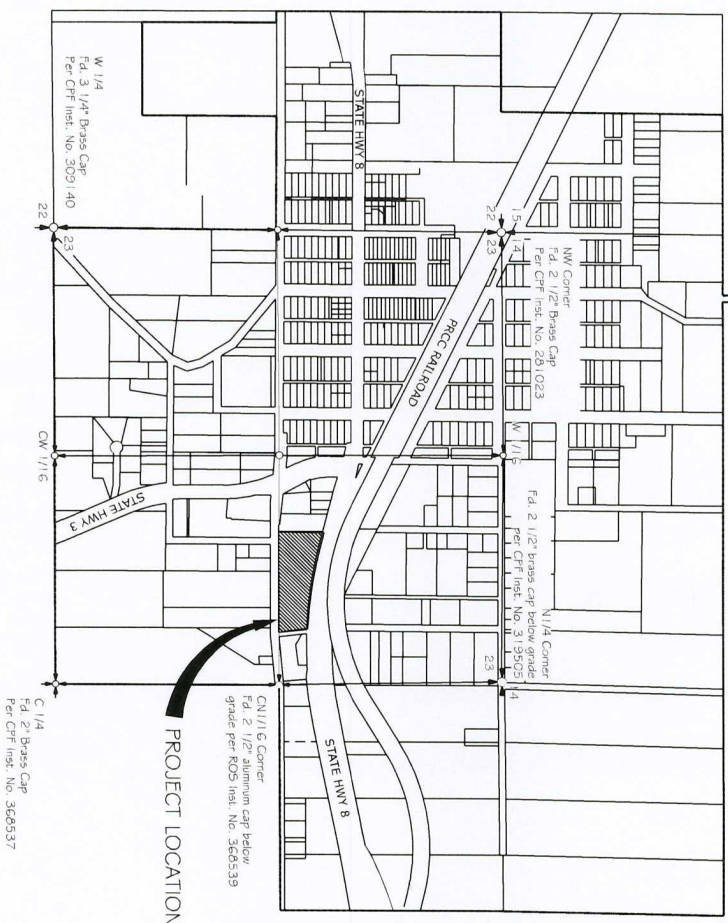 W 1/4
Fd. 3 1/4" Brass Cap
Per CPF Inst. No. 309140
STATE HWY 8
15
14
22
23
NW Corner
Fd. 2 1/2" Brass Cap
Per CPF Inst. No. 281023
PRCC RAILROAD
W 1/16
N1/4 Corner
Fd. 2 1/2" brass cap below grade
per CPF Inst. No. 319505
14
23
22
23
CW 1/16
STATE HWY 3
STATE HWY 8
CN1/16 Corner
Fd. 2 1/2" aluminum cap below
grade per ROS Inst. No. 368539
PROJECT LOCATION
C 1/4
Fd. 2" Brass Cap
Per CPF Inst. No. 368537